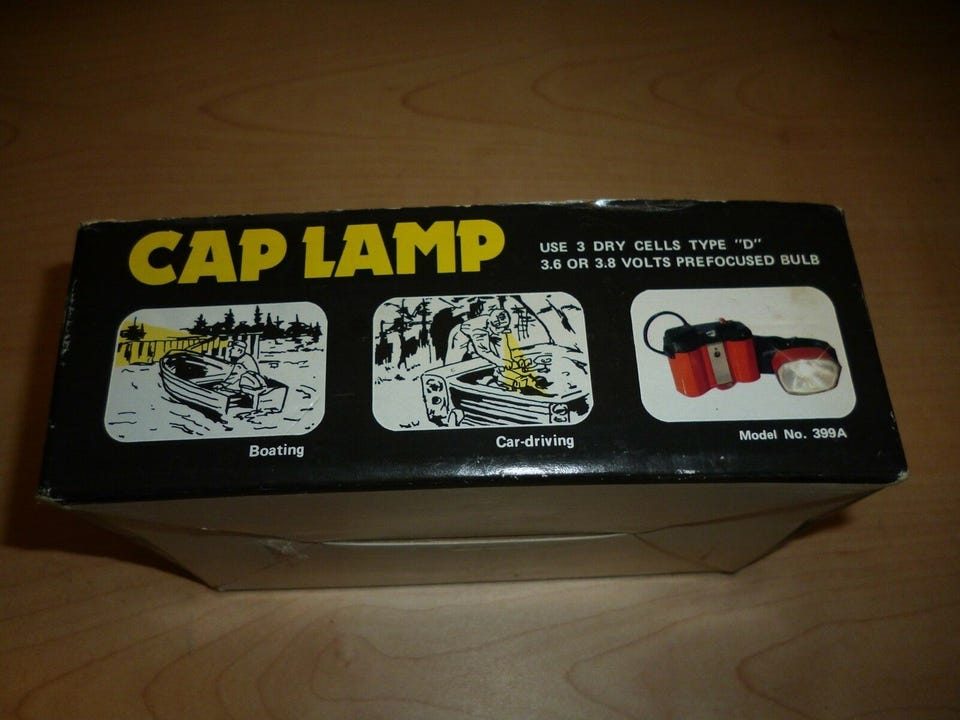 CAP LAMP
USE 3 DRY CELLS TYPE "D"
3.6 OR 3.8 VOLTS PREFOCUSED BULB
Boating
Car-driving
Model No. 399A